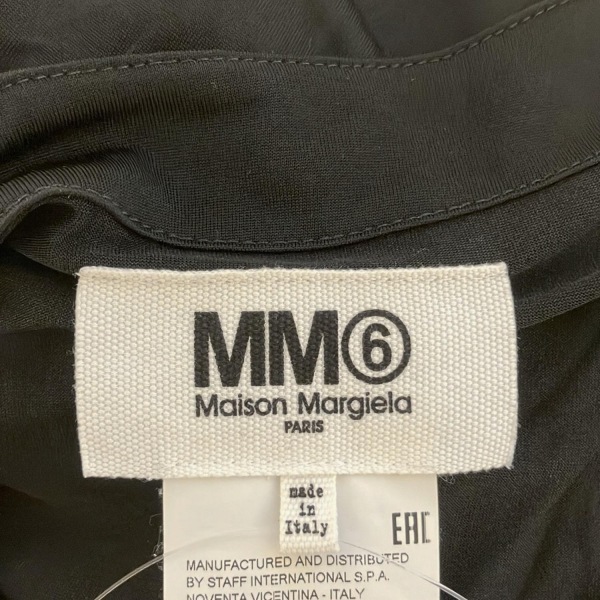 MM⑥
Maison Margiela
PARIS
made
in
Italy
EAC
MANUFACTURED AND DISTRIBUTED
BY STAFF INTERNATIONAL S.P.A.
NOVENTA VICENTINA - ITALY